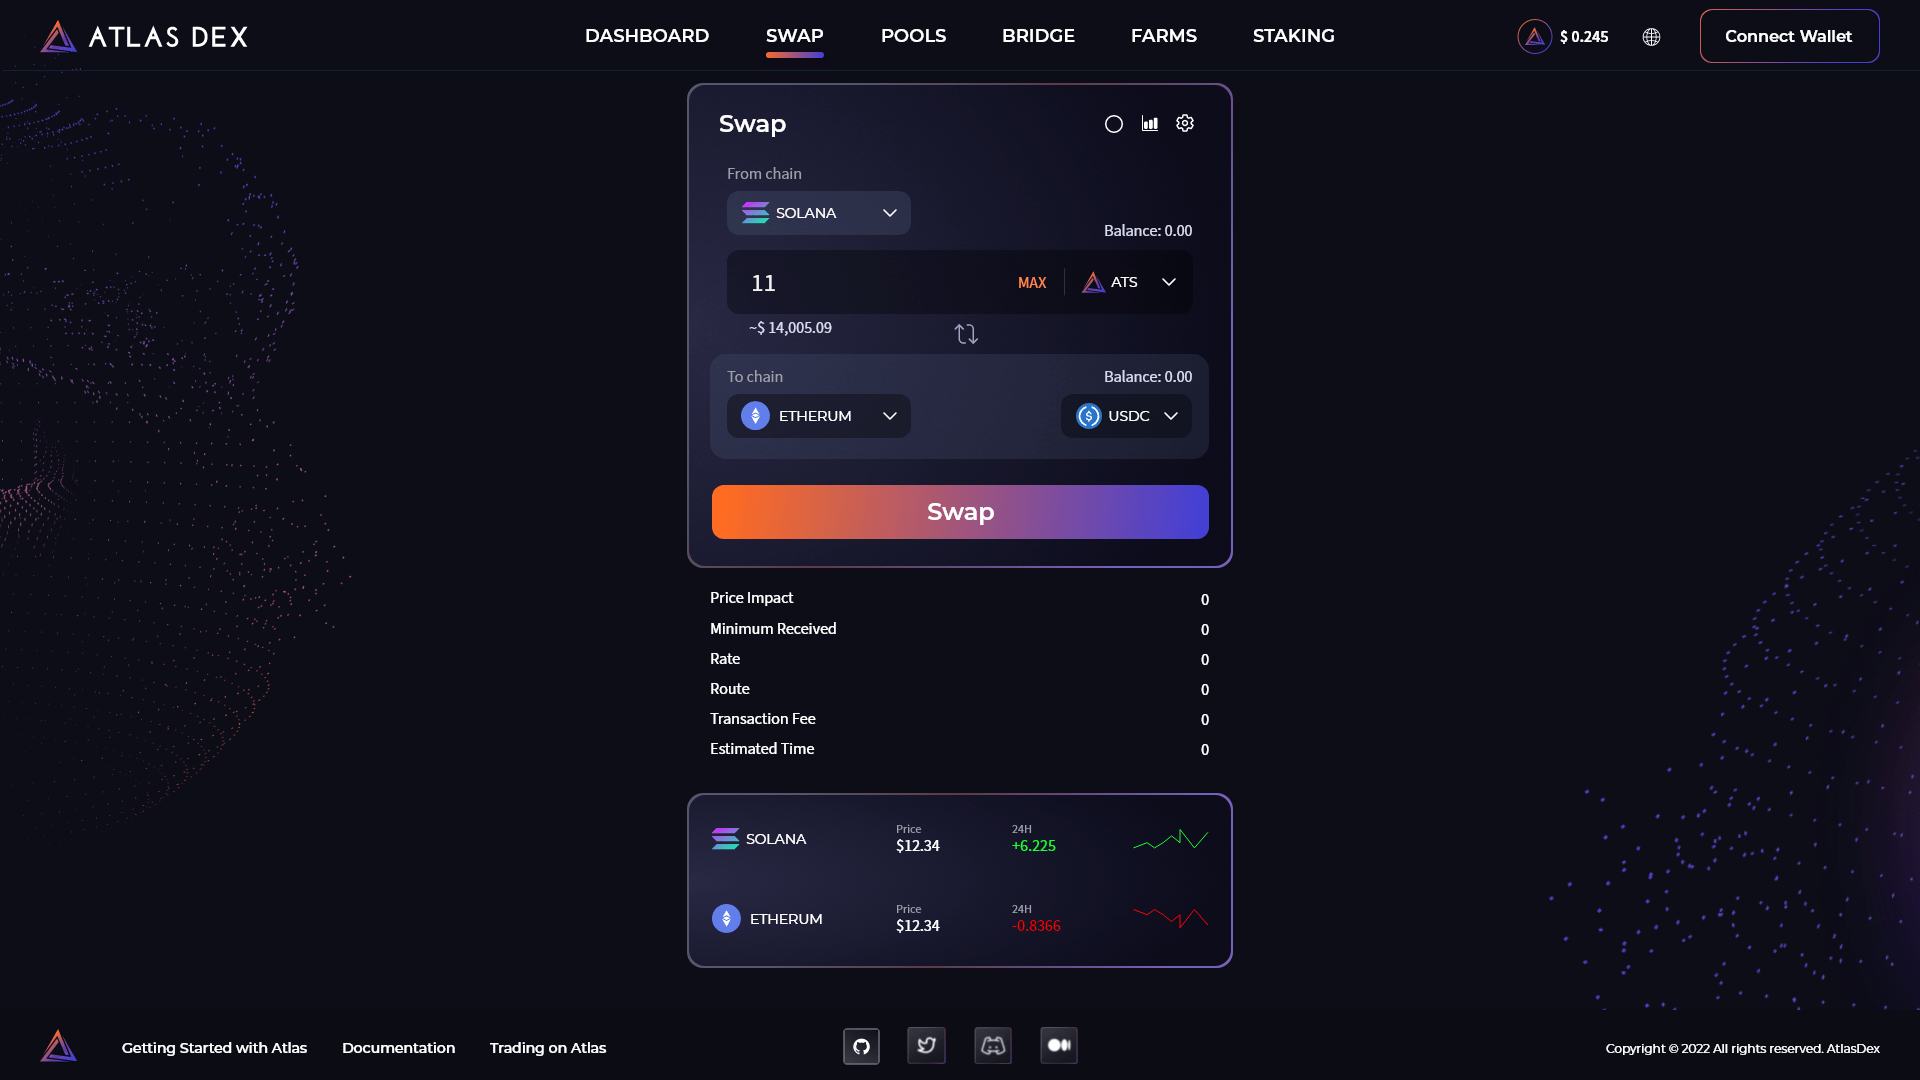 ATLAS DEX
DASHBOARD SWAP POOLS BRIDGE FARMS STAKING
$ 0.245
Connect Wallet
Swap
From chain
SOLANA
Balance: 0.00
11 MAX ATS
~$ 14,005.09
To chain Balance: 0.00
ETHERUM USDC
Swap
Price Impact 0
Minimum Received 0
Rate 0
Route 0
Transaction Fee 0
Estimated Time 0
SOLANA
Price
$12.34
24H
+6.225
ETHERUM
Price
$12.34
24H
-0.8366
Getting Started with Atlas Documentation Trading on Atlas
Copyright © 2022 All rights reserved. AtlasDex